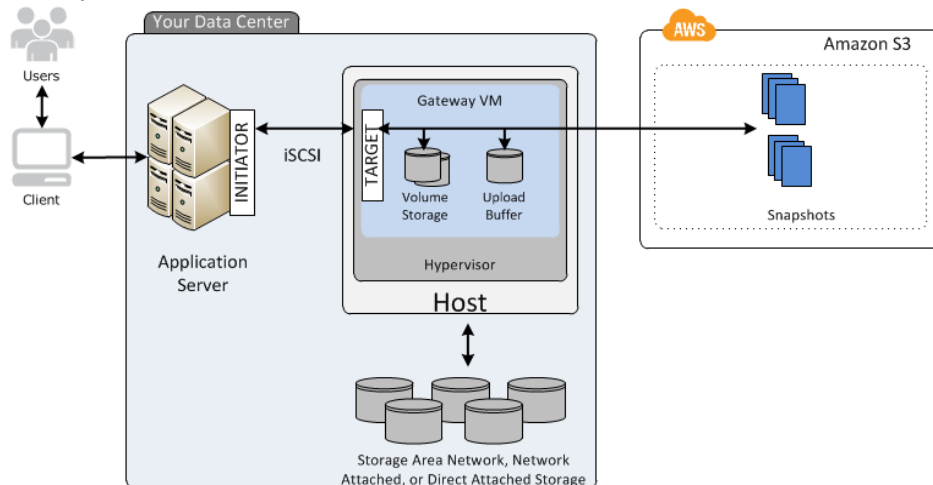 Your Data Center
AWS
Amazon S3
Users
Client
INITIATOR
iSCSI
Gateway VM
TARGET
Volume
Storage
Upload
Buffer
Snapshots
Hypervisor
Application
Server
Host
Storage Area Network, Network
Attached, or Direct Attached Storage